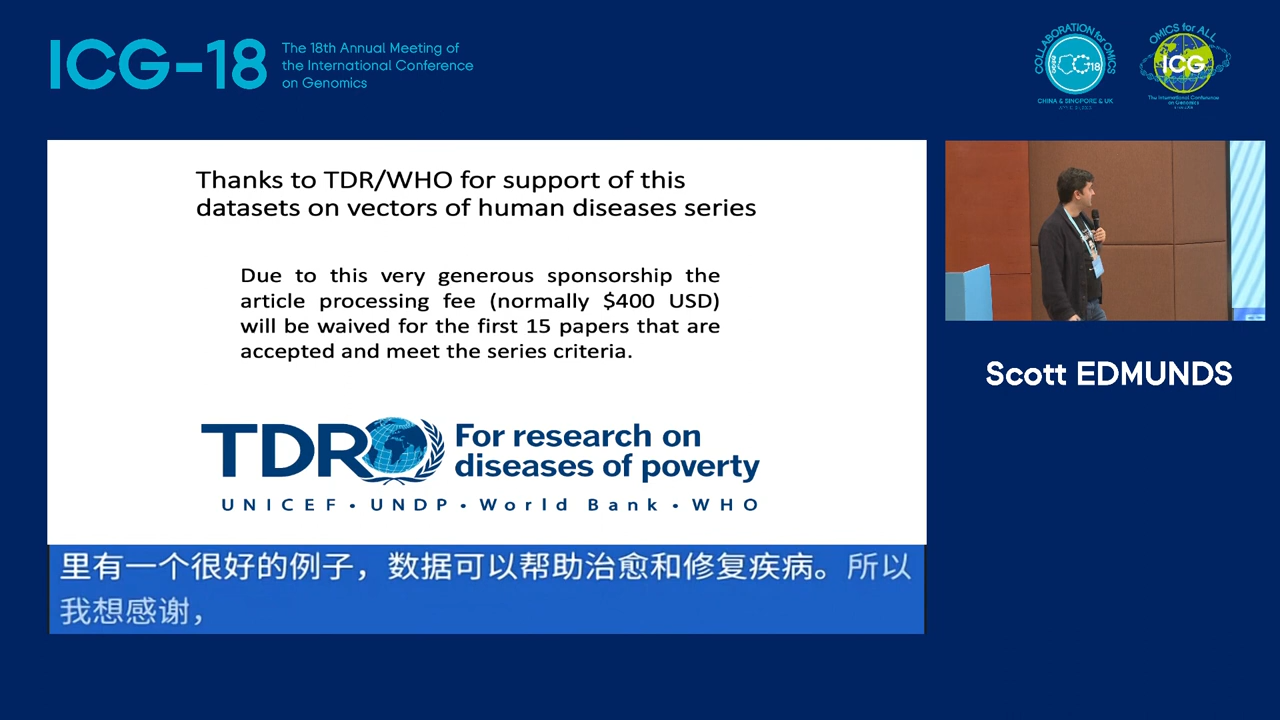 ICG-18
The 18th Annual Meeting of
the International Conference
on Genomics
COLLABORATION for OMICS
ICG 18
CHINA & SINGPORE & UK
OMICS for ALL
ICG
The International Conference
on Genomics
Thanks to TDR/WHO for support of this
datasets on vectors of human diseases series
Due to this very generous sponsorship the
article processing fee (normally $400 USD)
will be waived for the first 15 papers that are
accepted and meet the series criteria.
TDR
For research on
diseases of poverty
UNICEF • UNDP • World Bank • WHO
Scott EDMUNDS
里有一个很好的例子，数据可以帮助治愈和修复疾病。所以
我想感谢，